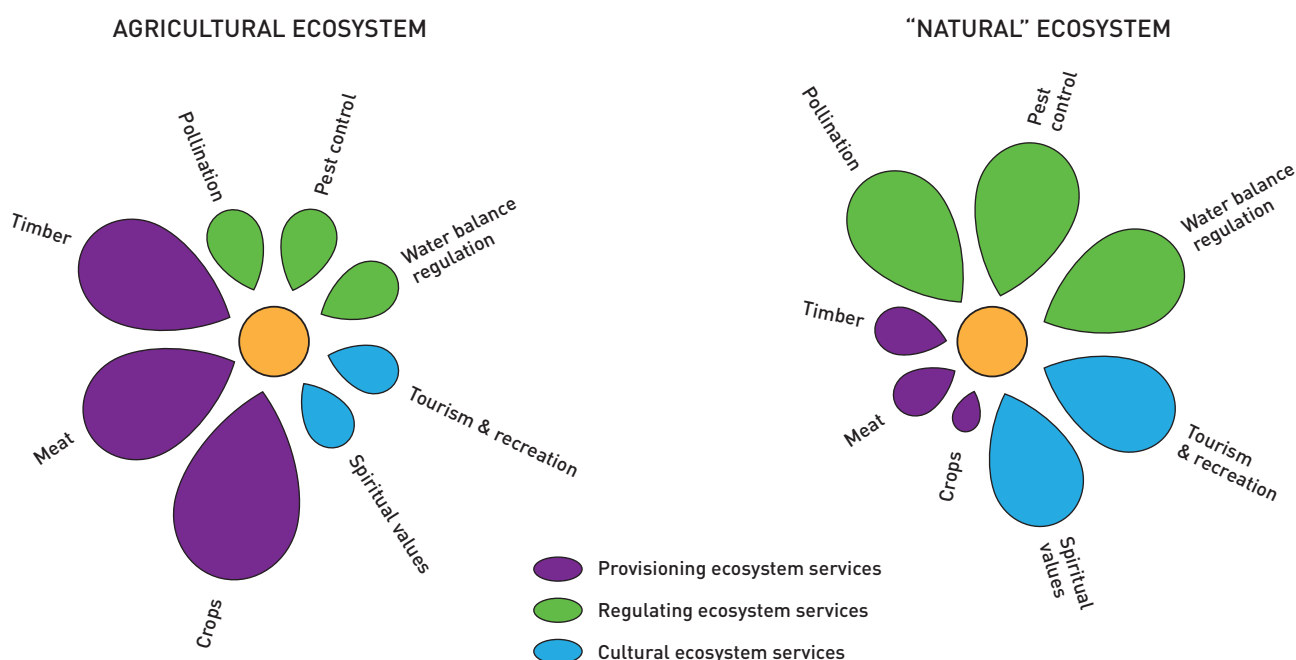 AGRICULTURAL ECOSYSTEM
Pollination
Pest control
Timber
Water balance
regulation
Meat
Tourism & recreation
Spiritual values
Crops
“NATURAL” ECOSYSTEM
Pollination
Pest
control
Water balance
regulation
Timber
Meat
Crops
Tourism
& recreation
Spiritual
values
Provisioning ecosystem services
Regulating ecosystem services
Cultural ecosystem services